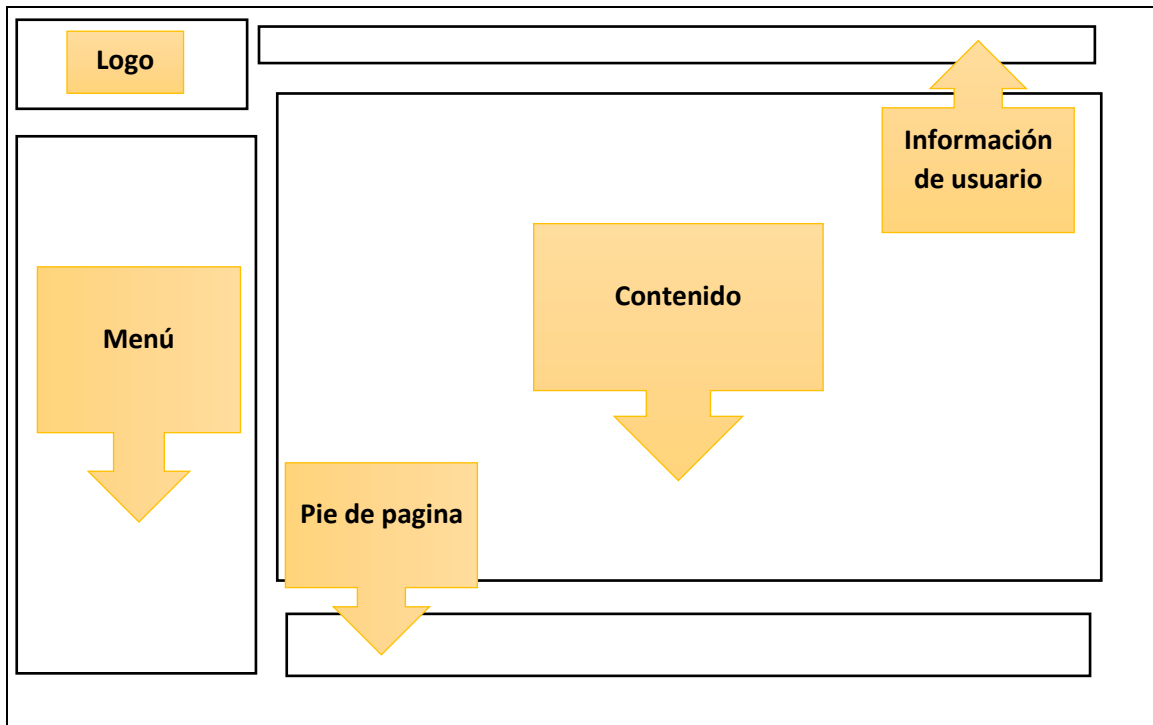 Logo
Información
de usuario
Contenido
Menú
Pie de pagina